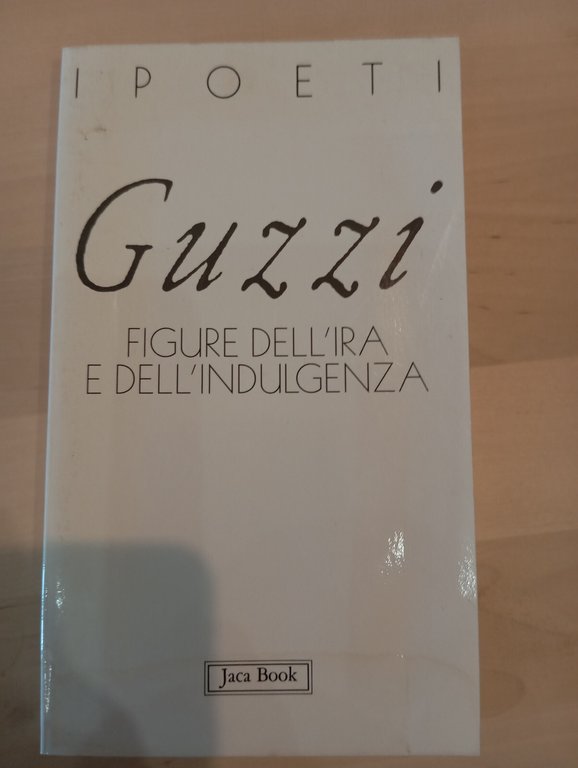 I POETI
Guzzi
FIGURE DELL'IRA
E DELL'INDULGENZA
Jaca Book